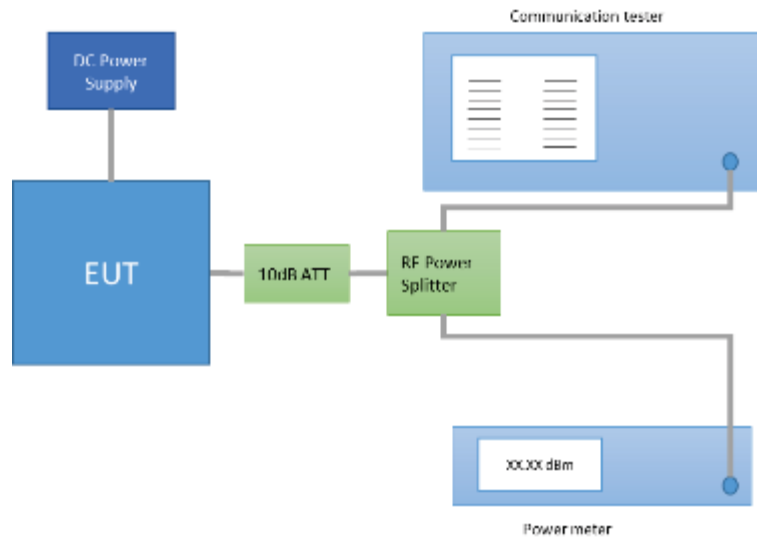 Communication tester
DC Power
Supply
EUT
10dB ATT
RF Power
Splitter
XX.XX dBm
Power meter